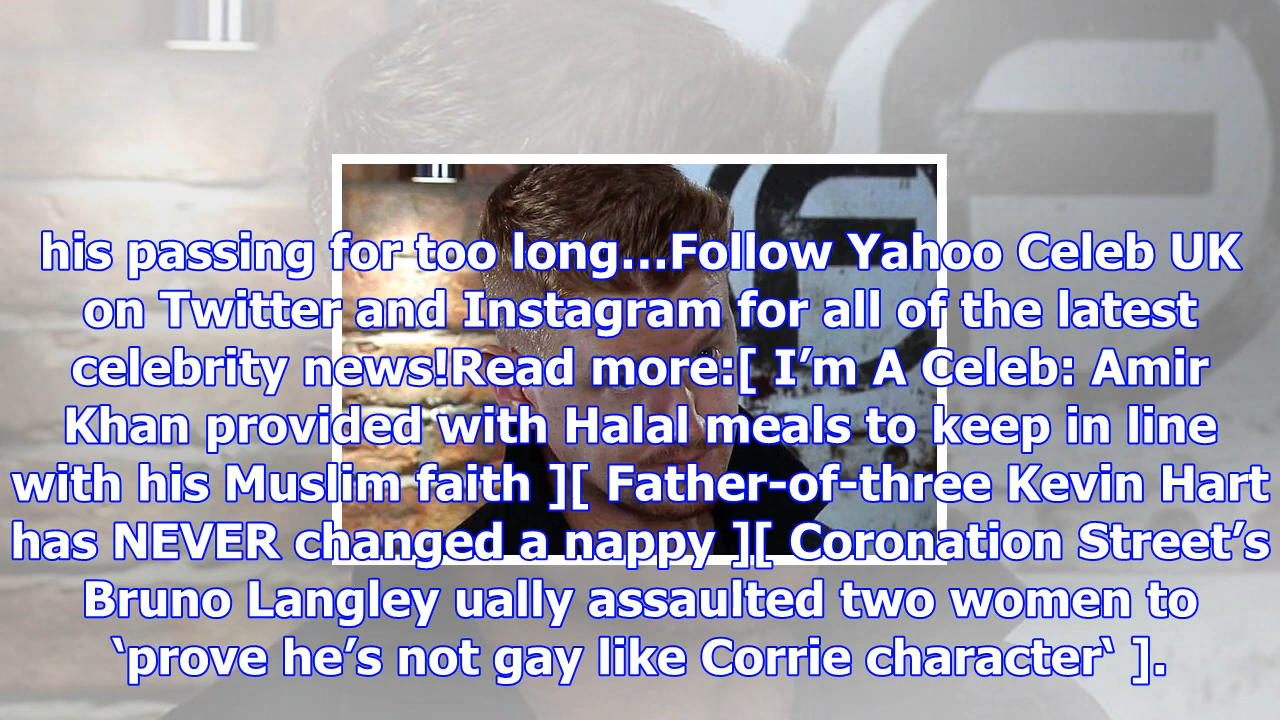 his passing for too long...Follow Yahoo Celeb UK
on Twitter and Instagram for all of the latest
celebrity news!Read more:[ I’m A Celeb: Amir
Khan provided with Halal meals to keep in line
with his Muslim faith ][ Father-of-three Kevin Hart
has NEVER changed a nappy ][ Coronation Street’s
Bruno Langley ually assaulted two women to
‘prove he’s not gay like Corrie character‘ ].